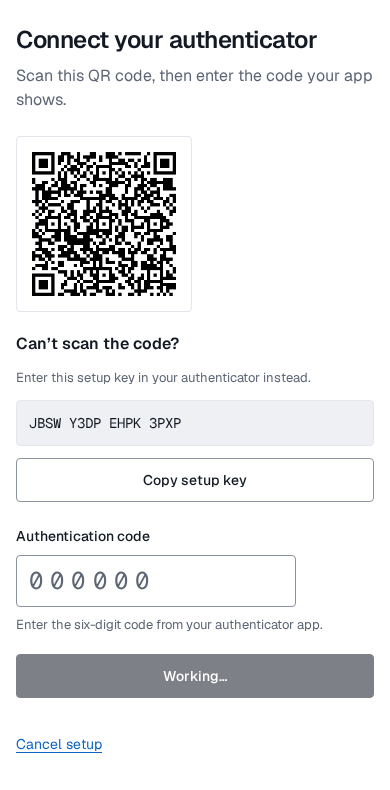 Connect your authenticator
Scan this QR code, then enter the code your app
shows.
Can’t scan the code?
Enter this setup key in your authenticator instead.
JBSW Y3DP EHPK 3PXP
Copy setup key
Authentication code
000000
Enter the six-digit code from your authenticator app.
Working…
Cancel setup